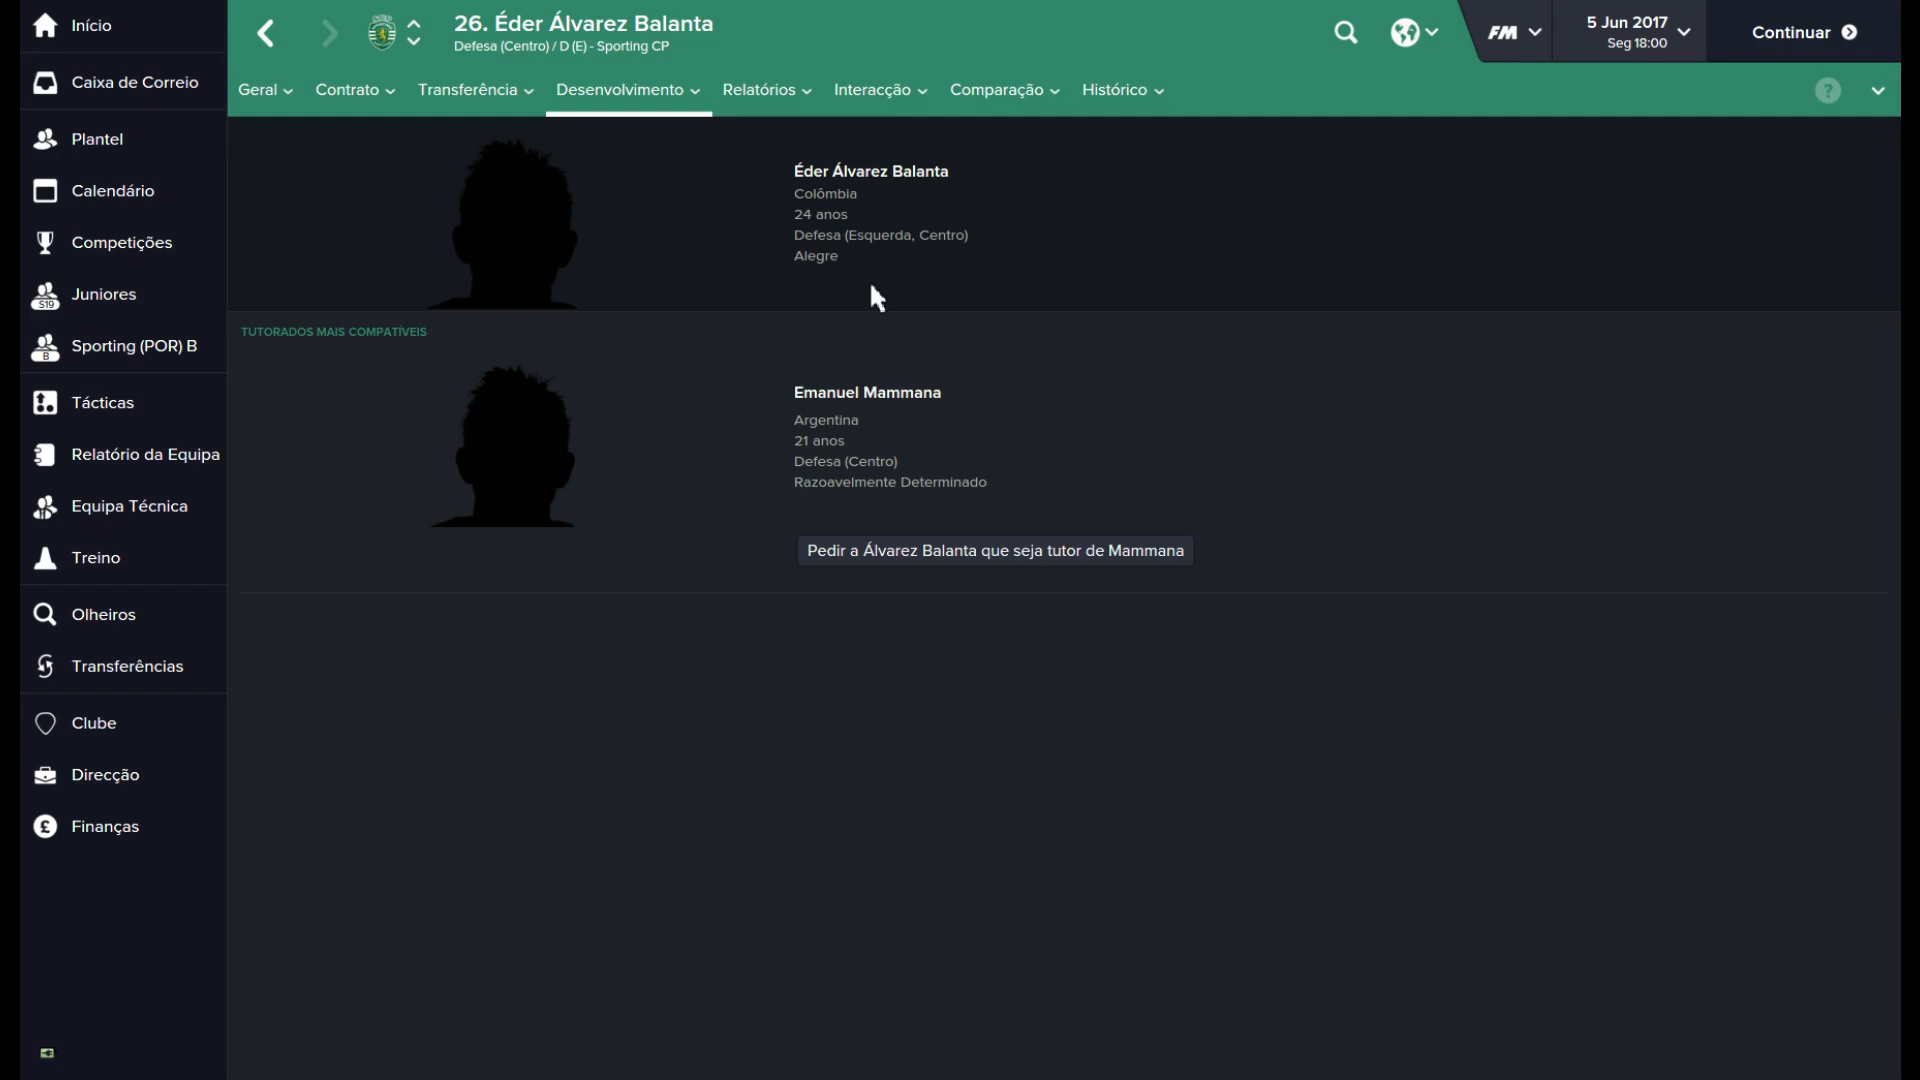 Início
Caixa de Correio
Plantel
Calendário
Competições
S19
Juniores
B
Sporting (POR) B
Tácticas
Relatório da Equipa
Equipa Técnica
Treino
Olheiros
Transferências
Clube
Direcção
£
Finanças
26. Éder Álvarez Balanta
Defesa (Centro) / D (E) - Sporting CP
FM
5 Jun 2017
Seg 18:00
Continuar
Geral
Contrato
Transferência
Desenvolvimento
Relatórios
Interacção
Comparação
Histórico
?
Éder Álvarez Balanta
Colômbia
24 anos
Defesa (Esquerda, Centro)
Alegre
TUTORADOS MAIS COMPATÍVEIS
Emanuel Mammana
Argentina
21 anos
Defesa (Centro)
Razoavelmente Determinado
Pedir a Álvarez Balanta que seja tutor de Mammana